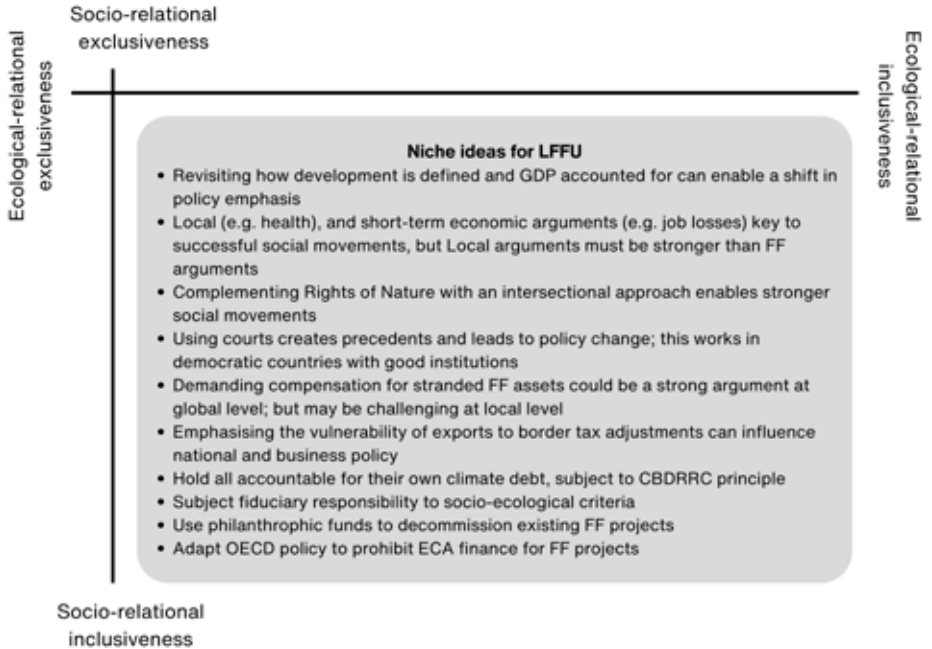 Socio-relational
exclusiveness
Ecological-relational
exclusiveness
Ecological-relational
inclusiveness
Niche ideas for LFFU
• Revisiting how development is defined and GDP accounted for can enable a shift in
policy emphasis
• Local (e.g. health), and short-term economic arguments (e.g. job losses) key to
successful social movements, but Local arguments must be stronger than FF
arguments
• Complementing Rights of Nature with an intersectional approach enables stronger
social movements
• Using courts creates precedents and leads to policy change; this works in
democratic countries with good institutions
• Demanding compensation for stranded FF assets could be a strong argument at
global level; but may be challenging at local level
• Emphasising the vulnerability of exports to border tax adjustments can influence
national and business policy
• Hold all accountable for their own climate debt, subject to CBDRRC principle
• Subject fiduciary responsibility to socio-ecological criteria
• Use philanthropic funds to decommission existing FF projects
• Adapt OECD policy to prohibit ECA finance for FF projects
Socio-relational
inclusiveness